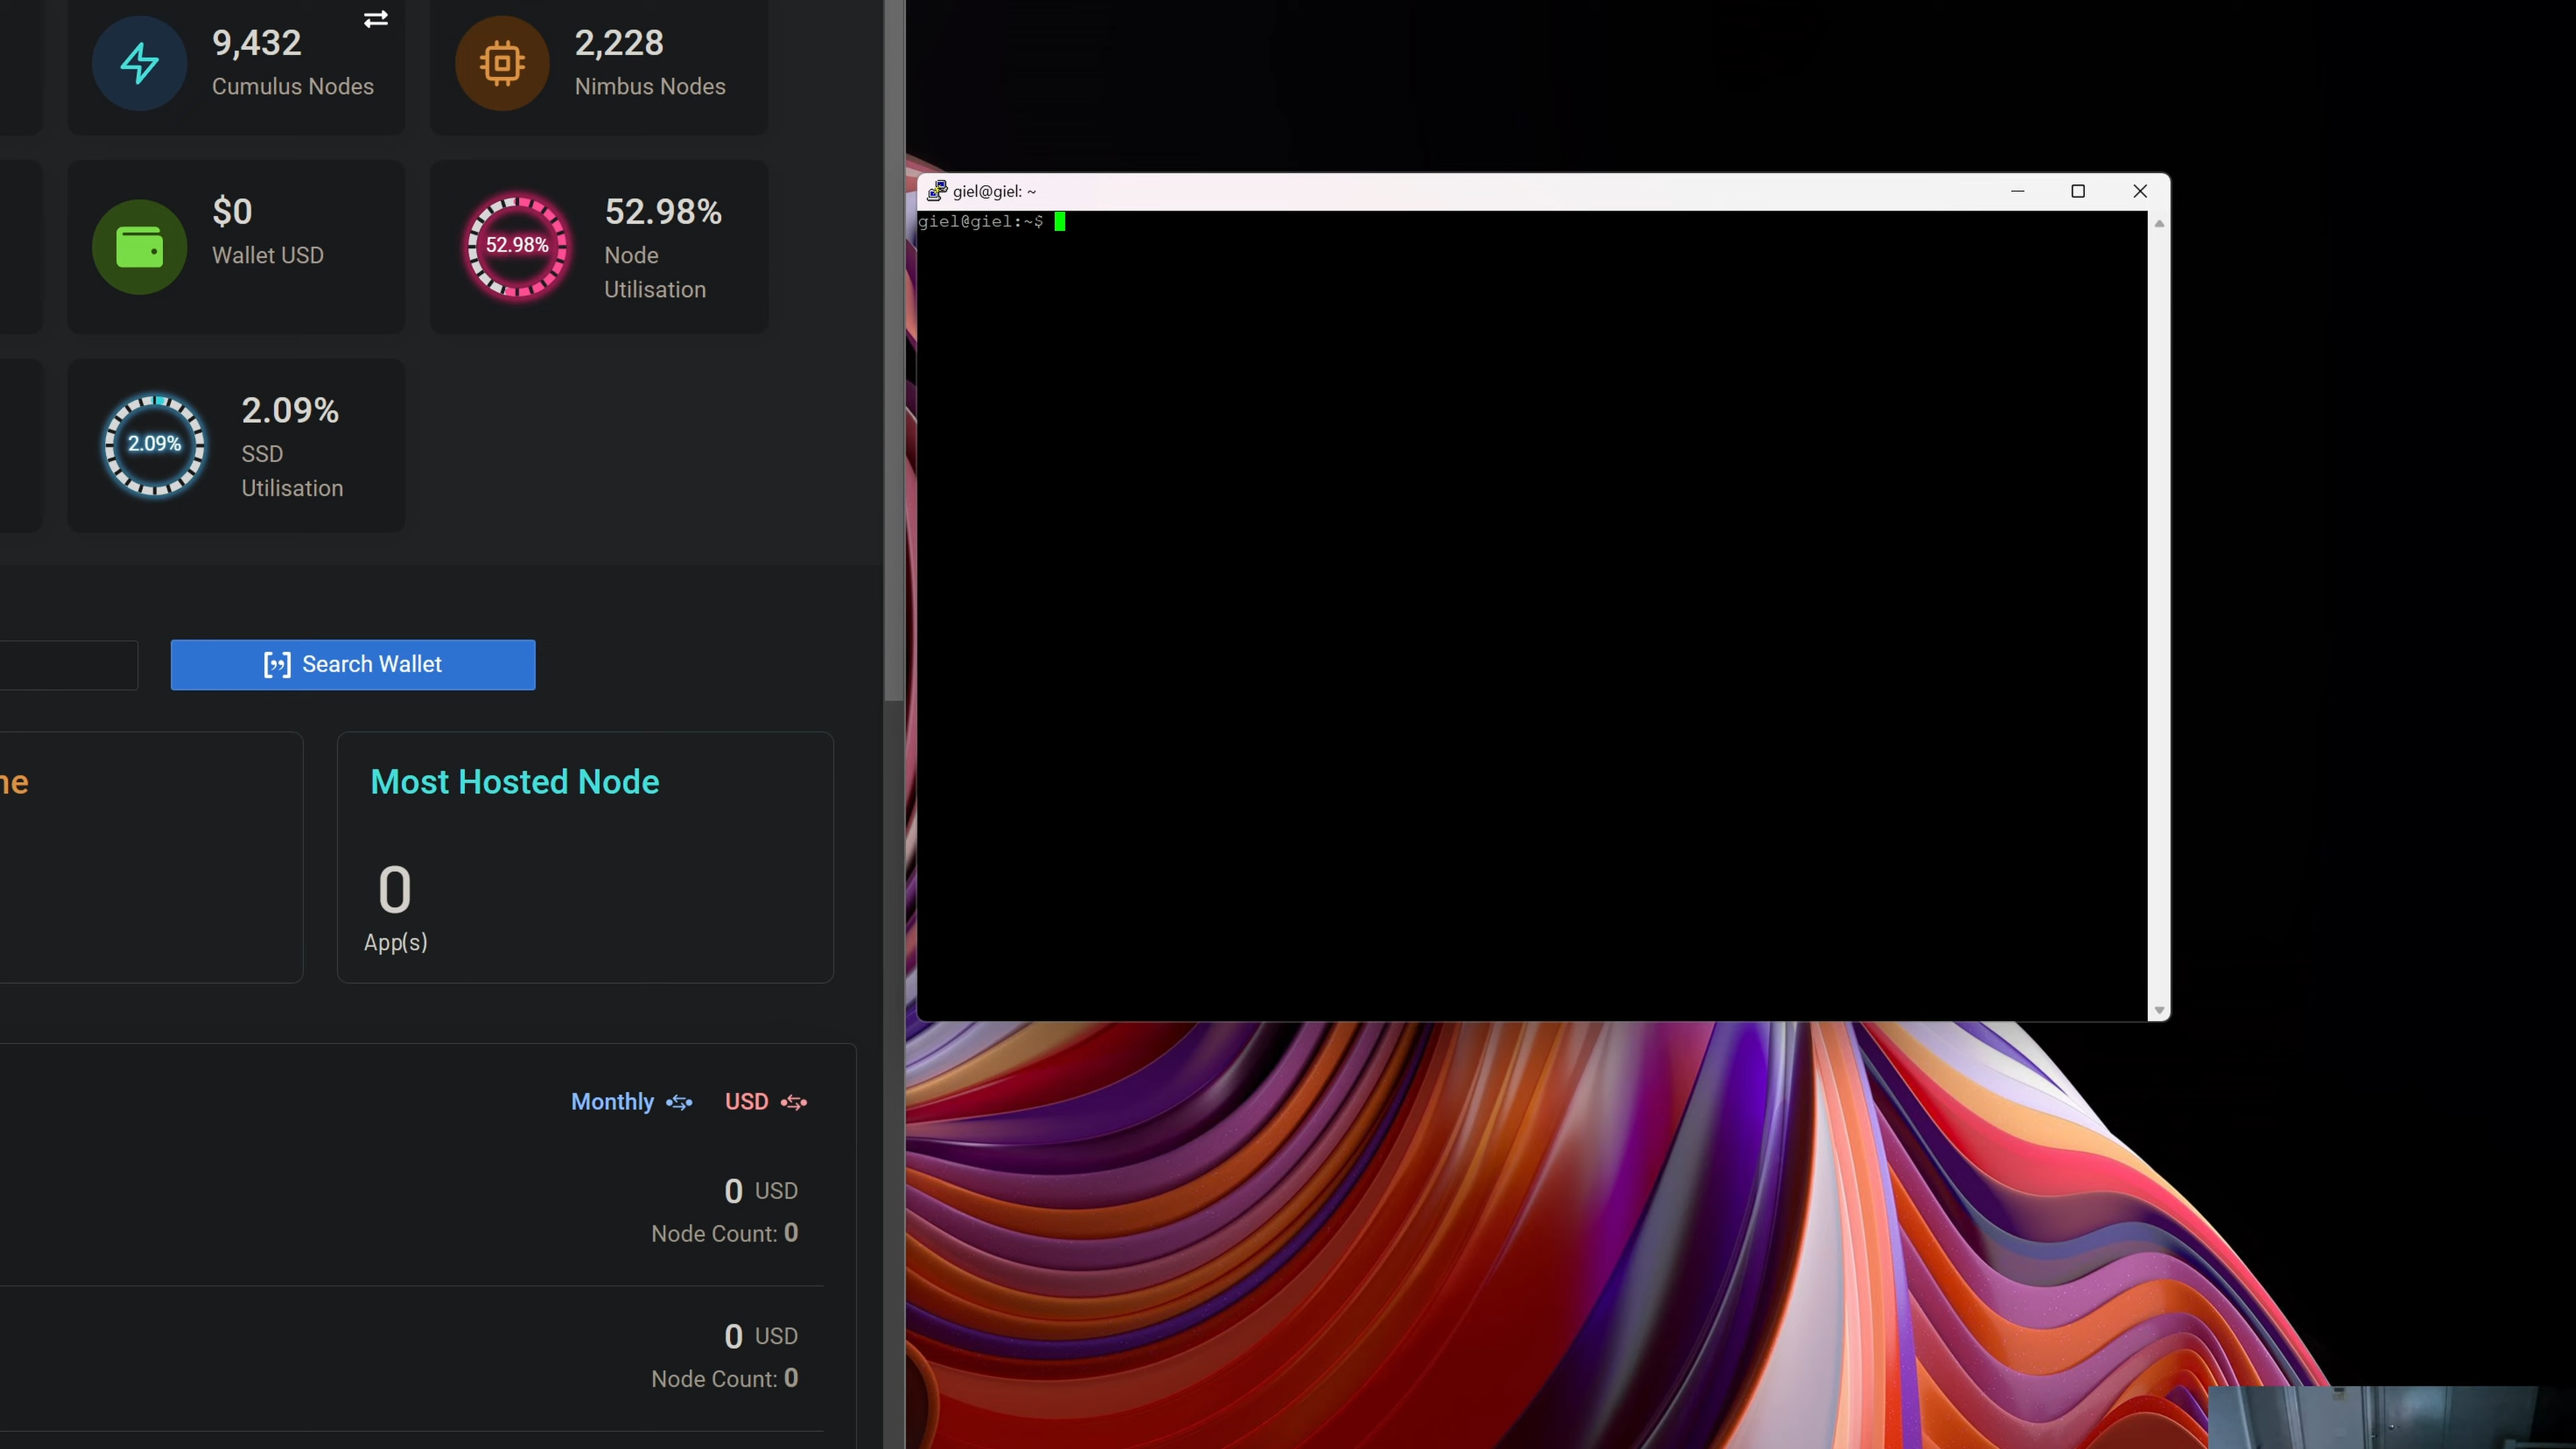 9,432
Cumulus Nodes
2,228
Nimbus Nodes
$0
Wallet USD
52.98%
52.98%
Node
Utilisation
2.09%
2.09%
SSD
Utilisation
Search Wallet
ne
Most Hosted Node
0
App(s)
Monthly
USD
0 USD
Node Count: 0
0 USD
Node Count: 0
giel@giel: ~
giel@giel:~$